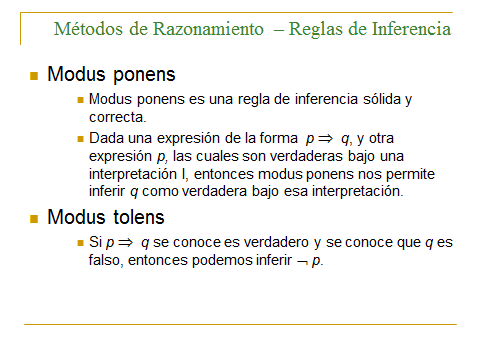 Métodos de Razonamiento – Reglas de Inferencia
Modus ponens
Modus ponens es una regla de inferencia sólida y
correcta.
Dada una expresión de la forma p ⇒ q, y otra
expresión p, las cuales son verdaderas bajo una
interpretación I, entonces modus ponens nos permite
inferir q como verdadera bajo esa interpretación.
Modus tolens
Si p ⇒ q se conoce es verdadero y se conoce que q es
falso, entonces podemos inferir ¬ p.